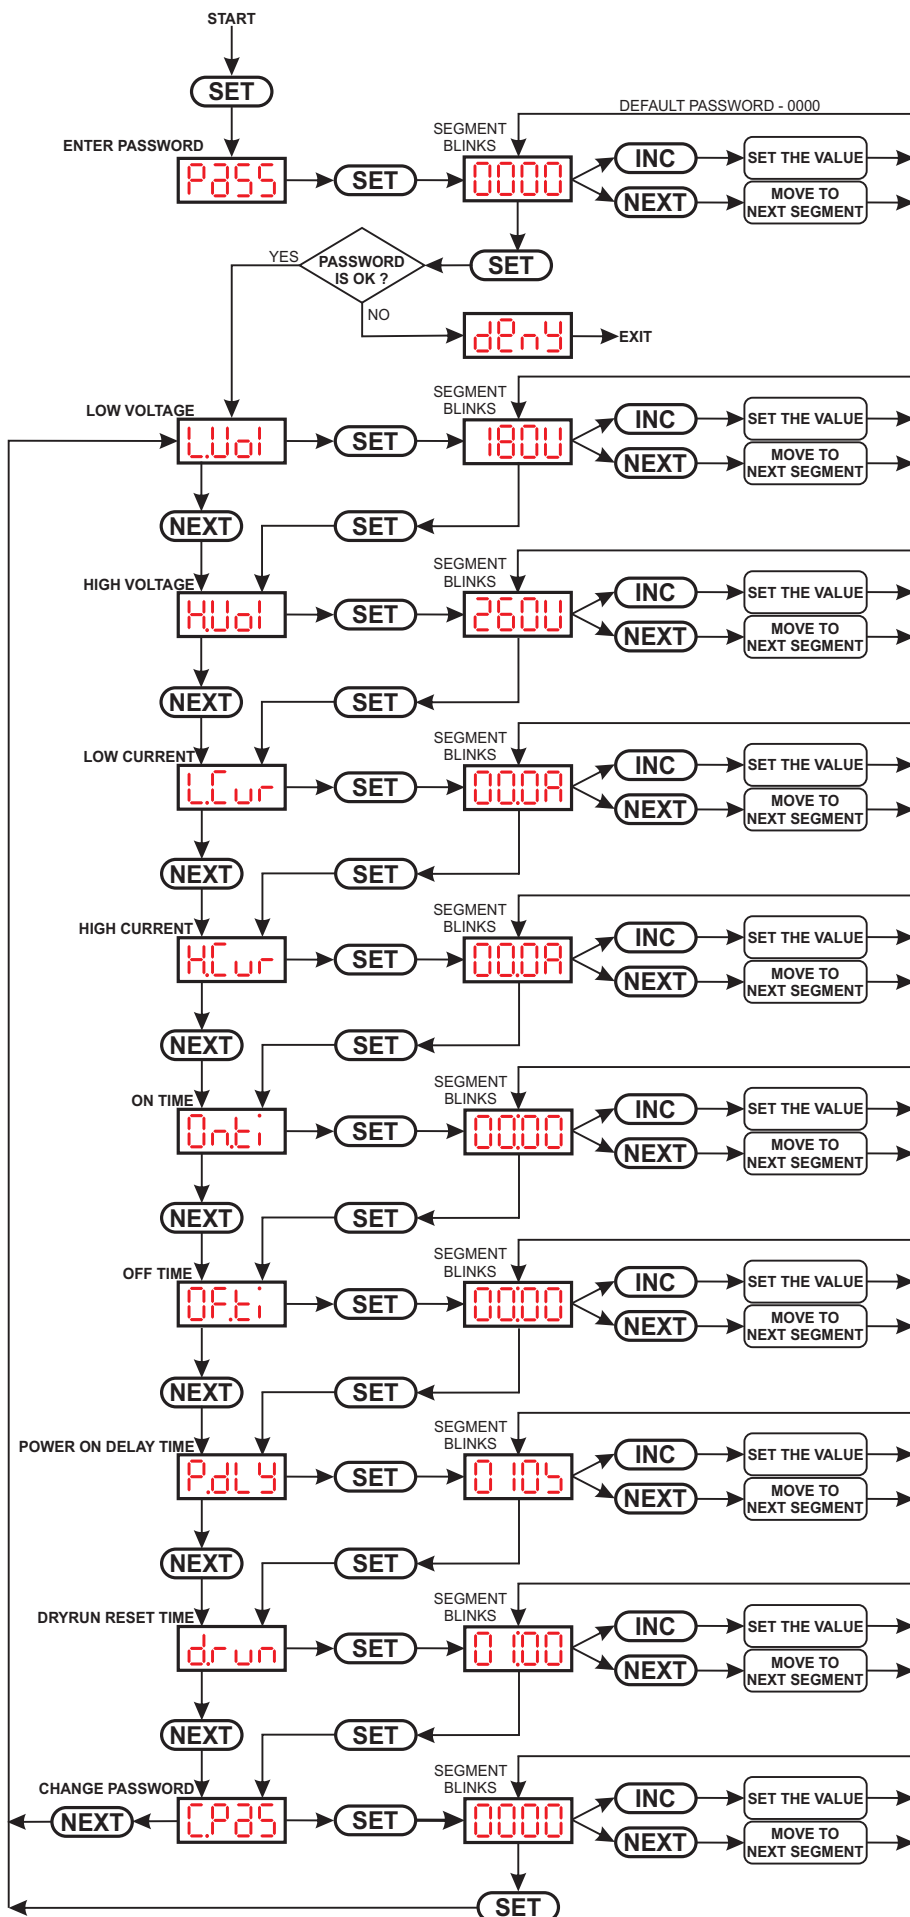 START
SET
DEFAULT PASSWORD - 0000
ENTER PASSWORD
SEGMENT
BLINKS
PASS
SET
0000
INC
SET THE VALUE
NEXT
MOVE TO
NEXT SEGMENT
SET
YES
PASSWORD
IS OK ?
NO
dEnY
EXIT
LOW VOLTAGE
SEGMENT
BLINKS
L.Vol
SET
180V
INC
SET THE VALUE
NEXT
MOVE TO
NEXT SEGMENT
NEXT
SET
HIGH VOLTAGE
SEGMENT
BLINKS
H.Vol
SET
260V
INC
SET THE VALUE
NEXT
MOVE TO
NEXT SEGMENT
NEXT
SET
LOW CURRENT
SEGMENT
BLINKS
L.Cur
SET
00.0A
INC
SET THE VALUE
NEXT
MOVE TO
NEXT SEGMENT
NEXT
SET
HIGH CURRENT
SEGMENT
BLINKS
H.Cur
SET
00.0A
INC
SET THE VALUE
NEXT
MOVE TO
NEXT SEGMENT
NEXT
SET
ON TIME
SEGMENT
BLINKS
On.ti
SET
00:00
INC
SET THE VALUE
NEXT
MOVE TO
NEXT SEGMENT
NEXT
SET
OFF TIME
SEGMENT
BLINKS
OF.ti
SET
00:00
INC
SET THE VALUE
NEXT
MOVE TO
NEXT SEGMENT
NEXT
SET
POWER ON DELAY TIME
SEGMENT
BLINKS
P.dLY
SET
010s
INC
SET THE VALUE
NEXT
MOVE TO
NEXT SEGMENT
NEXT
SET
DRYRUN RESET TIME
SEGMENT
BLINKS
d.run
SET
01:00
INC
SET THE VALUE
NEXT
MOVE TO
NEXT SEGMENT
NEXT
SET
CHANGE PASSWORD
SEGMENT
BLINKS
NEXT
C.PAS
SET
0000
INC
SET THE VALUE
NEXT
MOVE TO
NEXT SEGMENT
SET